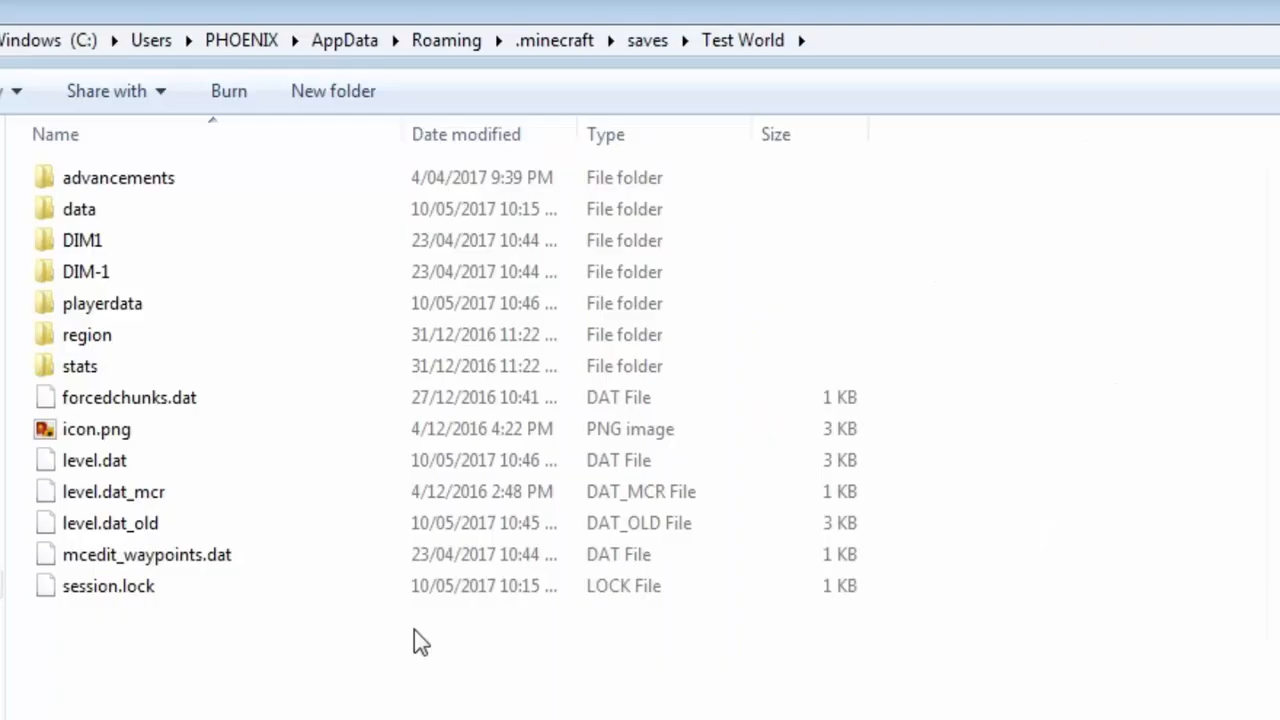 Windows (C:) Users PHOENIX AppData Roaming .minecraft saves Test World
Share with Burn New folder
Name Date modified Type Size
advancements 4/04/2017 9:39 PM File folder
data 10/05/2017 10:15 ... File folder
DIM1 23/04/2017 10:44 ... File folder
DIM-1 23/04/2017 10:44 ... File folder
playerdata 10/05/2017 10:46 ... File folder
region 31/12/2016 11:22 ... File folder
stats 31/12/2016 11:22 ... File folder
forcedchunks.dat 27/12/2016 10:41 ... DAT File 1 KB
icon.png 4/12/2016 4:22 PM PNG image 3 KB
level.dat 10/05/2017 10:46 ... DAT File 3 KB
level.dat_mcr 4/12/2016 2:48 PM DAT_MCR File 1 KB
level.dat_old 10/05/2017 10:45 ... DAT_OLD File 3 KB
mcedit_waypoints.dat 23/04/2017 10:44 ... DAT File 1 KB
session.lock 10/05/2017 10:15 ... LOCK File 1 KB